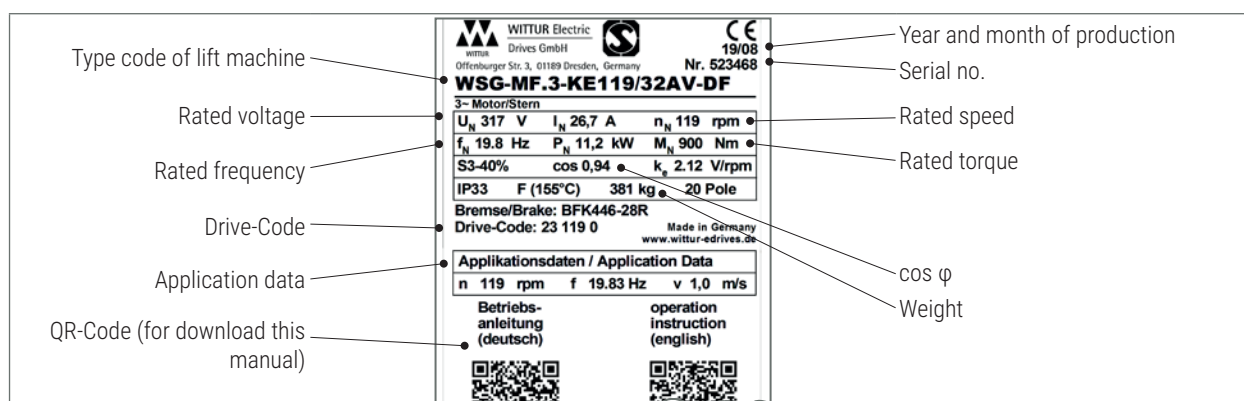 Type code of lift machine
Rated voltage
Rated frequency
Drive-Code
Application data
QR-Code (for download this
manual)
WITTUR
WITTUR Electric
Drives GmbH
S
CE
19/08
Offenburger Str. 3, 01189 Dresden, Germany
Nr. 523468
WSG-MF.3-KE119/32AV-DF
3~ Motor/Stern
UN 317 V IN 26,7 A nN 119 rpm
fN 19.8 Hz PN 11,2 kW MN 900 Nm
S3-40% cos 0,94 ke 2.12 V/rpm
IP33 F (155°C) 381 kg 20 Pole
Bremse/Brake: BFK446-28R
Drive-Code: 23 119 0
Made in Germany
www.wittur-edrives.de
Applikationsdaten / Application Data
n 119 rpm f 19.83 Hz v 1,0 m/s
Betriebs-
anleitung
(deutsch)
operation
instruction
(english)
Year and month of production
Serial no.
Rated speed
Rated torque
cos φ
Weight